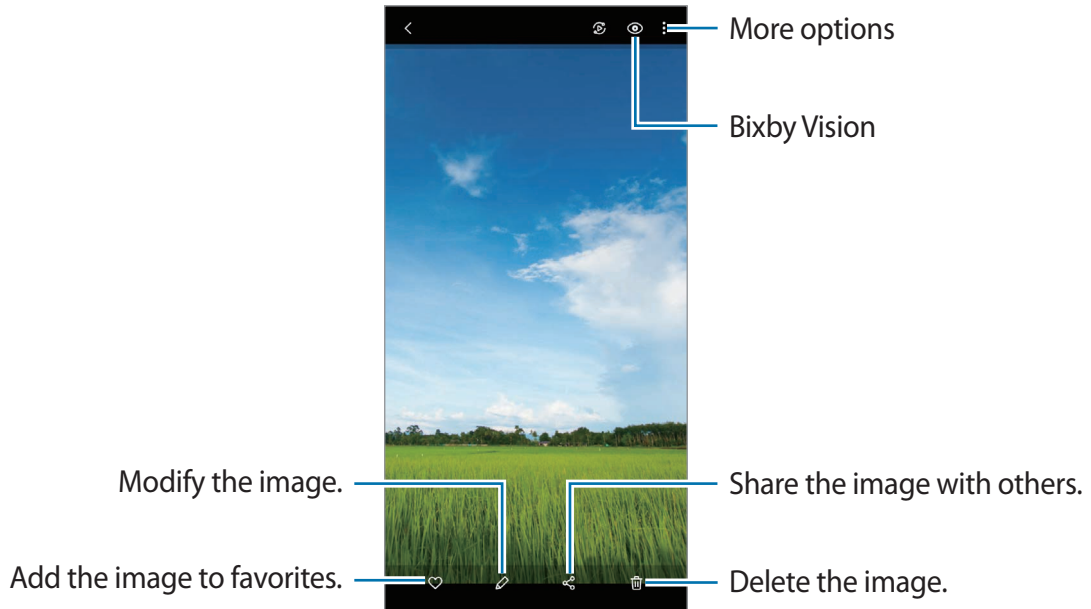 More options
Bixby Vision
Modify the image.
Share the image with others.
Add the image to favorites.
Delete the image.